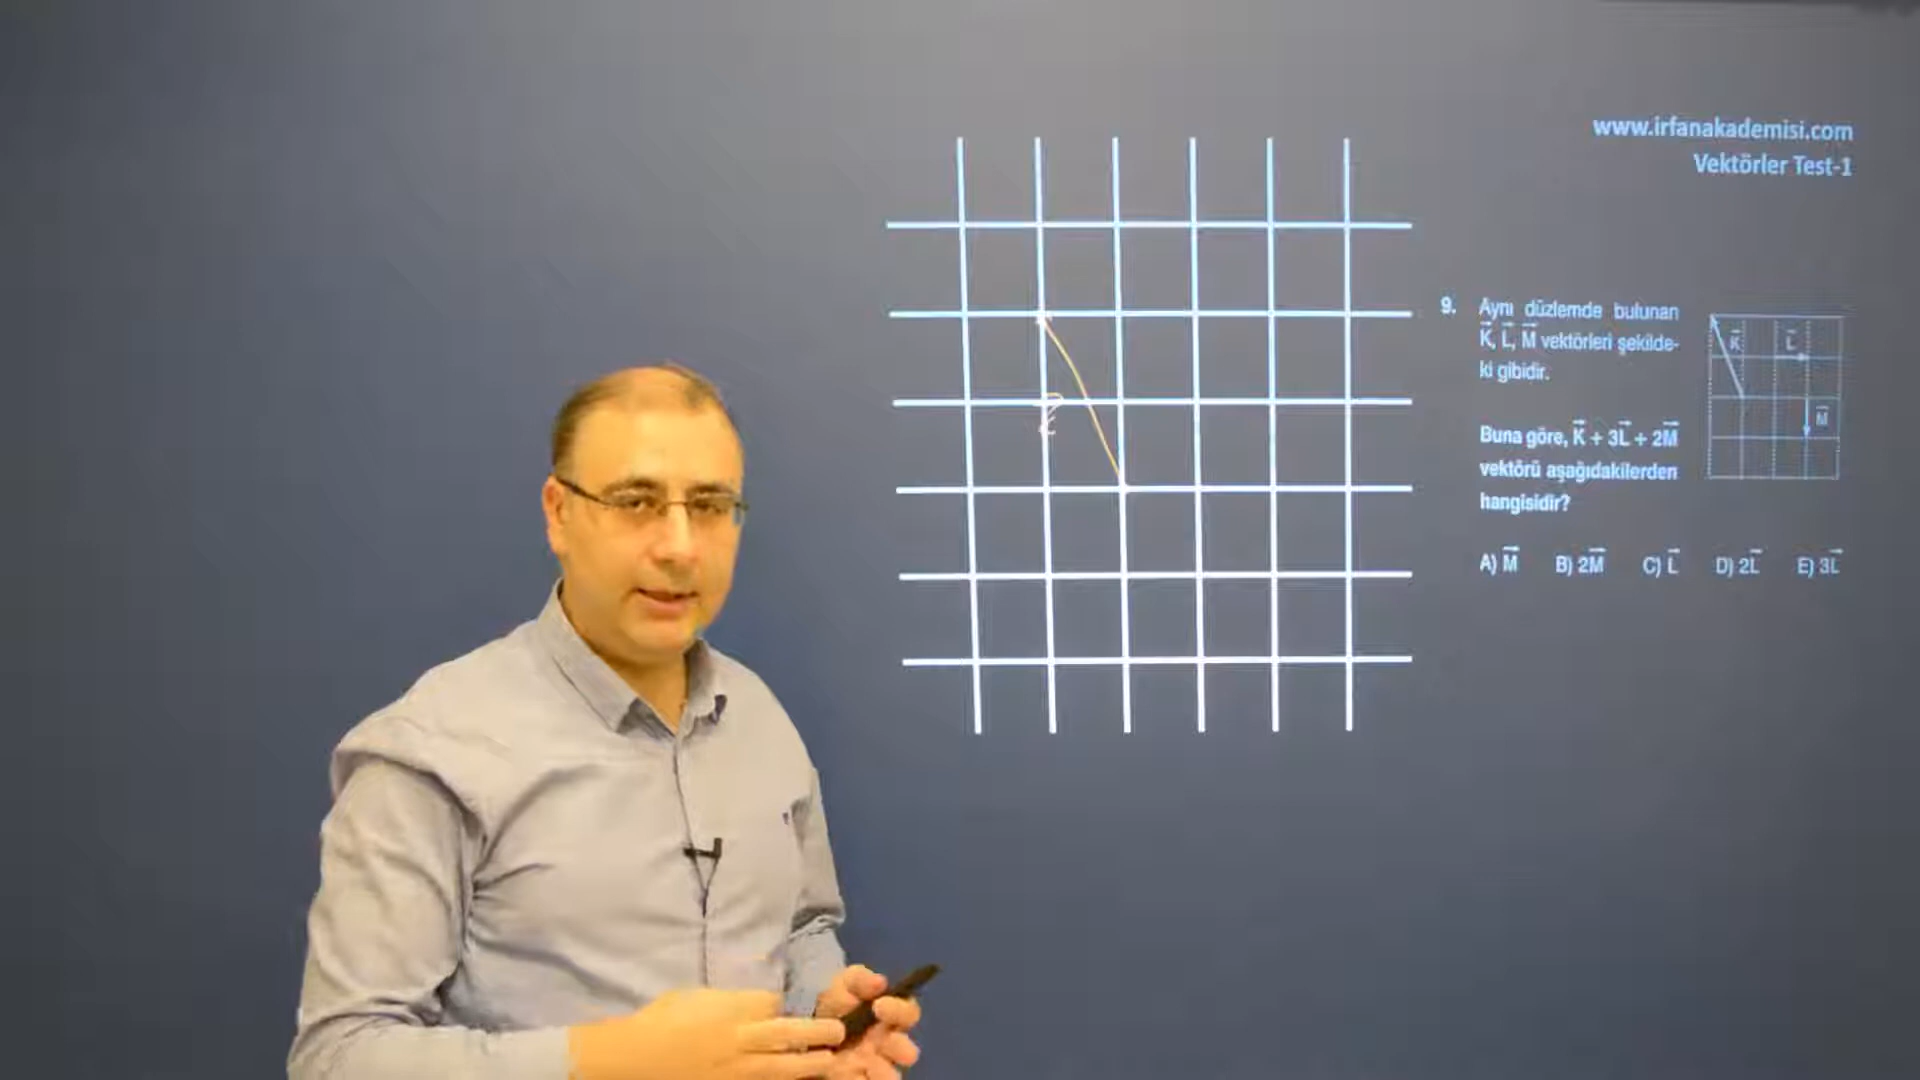 www.irfanakademisi.com
Vektörler Test-1
9. Aynı düzlemde bulunan
K⃗, L⃗, M⃗ vektörleri şekilde-
ki gibidir.
Buna göre, K⃗ + 3L⃗ + 2M⃗
vektörü aşağıdakilerden
hangisidir?
K⃗
L⃗
M⃗
A) M⃗ B) 2M⃗ C) L⃗ D) 2L⃗ E) 3L⃗